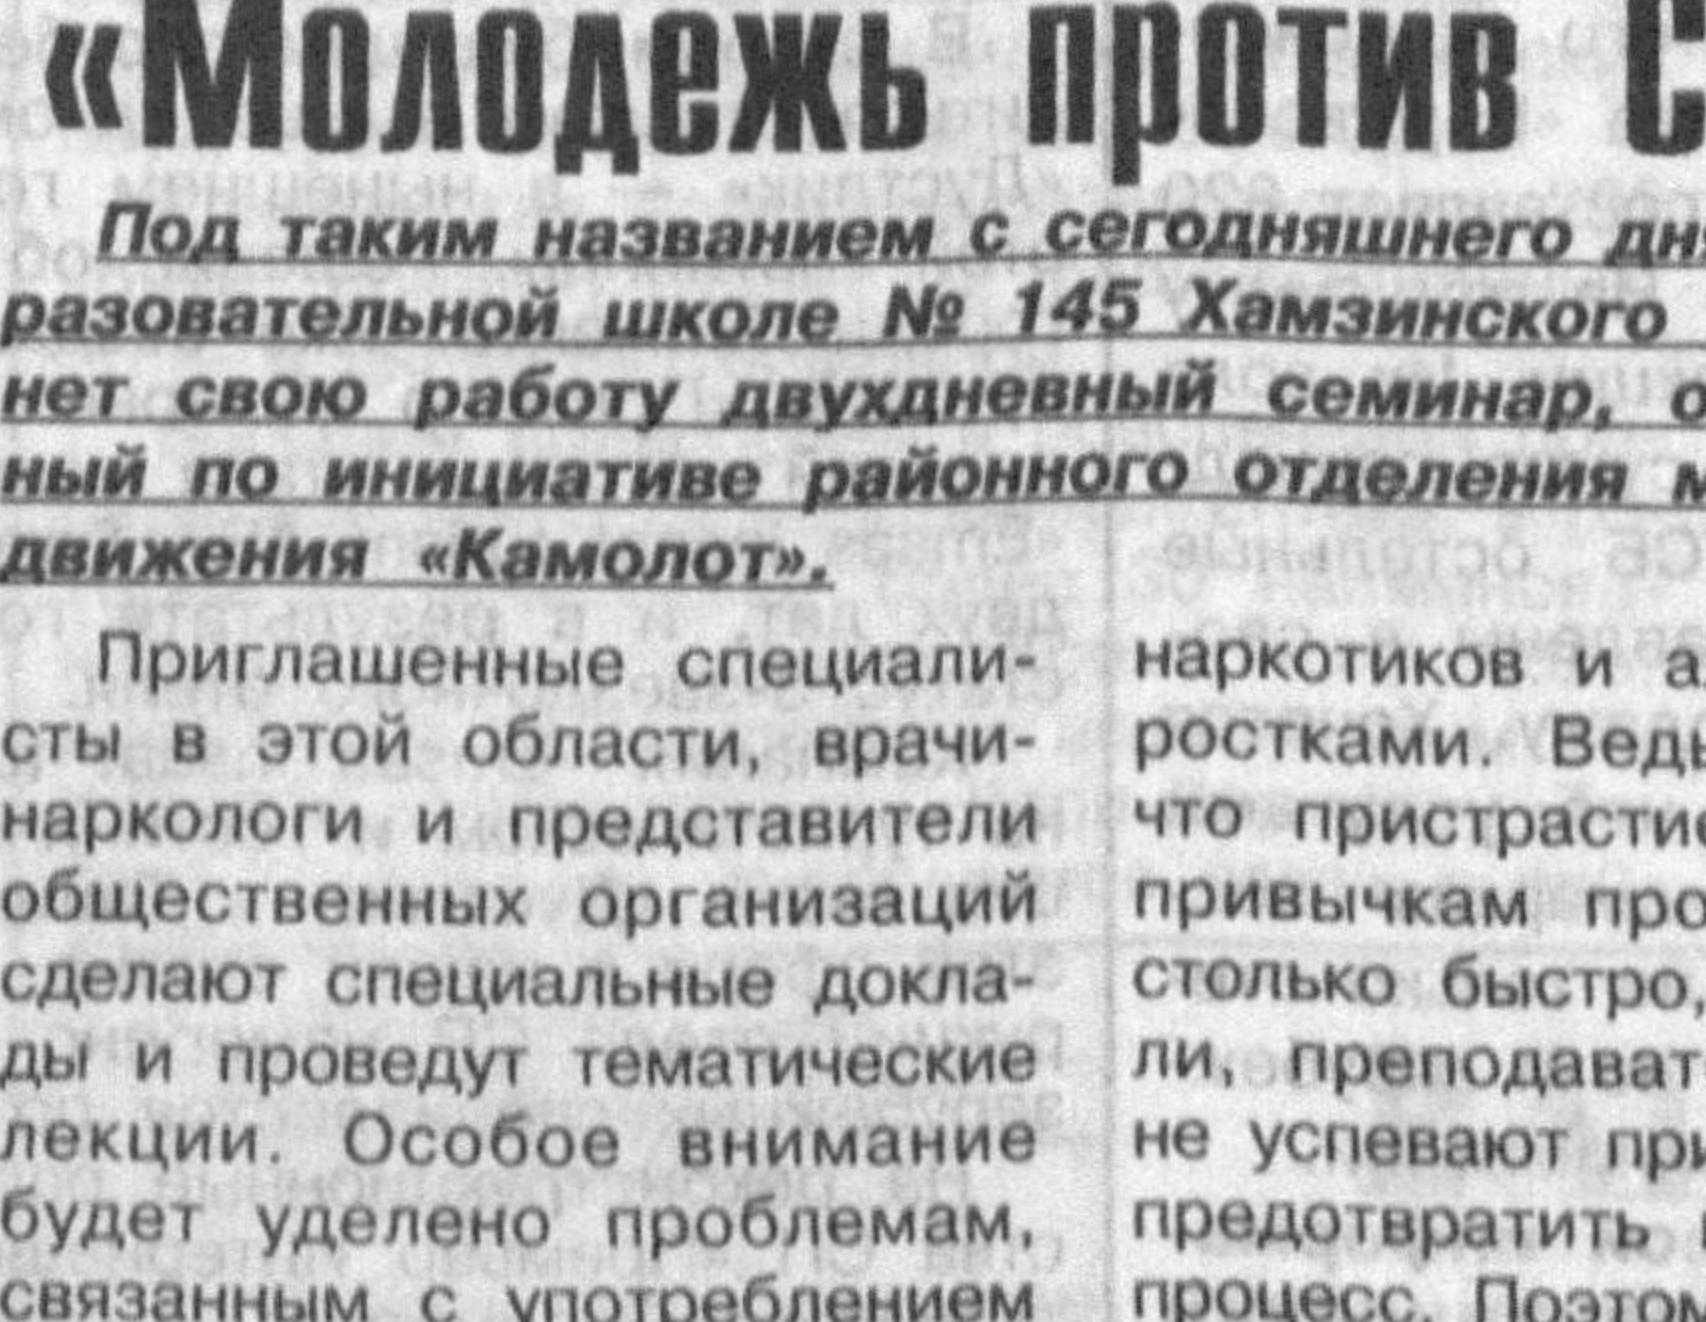 «Молодежь против С
Под таким названием с сегодняшнего дня
разовательной школе № 145 Хамзинского
нет свою работу двухдневный семинар, о
ный по инициативе районного отделения м
движения «Камолот».
Приглашенные специали-
сты в этой области, врачи-
наркологи и представители
общественных организаций
сделают специальные докла-
ды и проведут тематические
лекции. Особое внимание
будет уделено проблемам,
связанным с употреблением
наркотиков и а
ростками. Ведь
что пристрастие
привычкам про
столько быстро,
ли, преподават
не успевают при
предотвратить
процесс. Поэтом